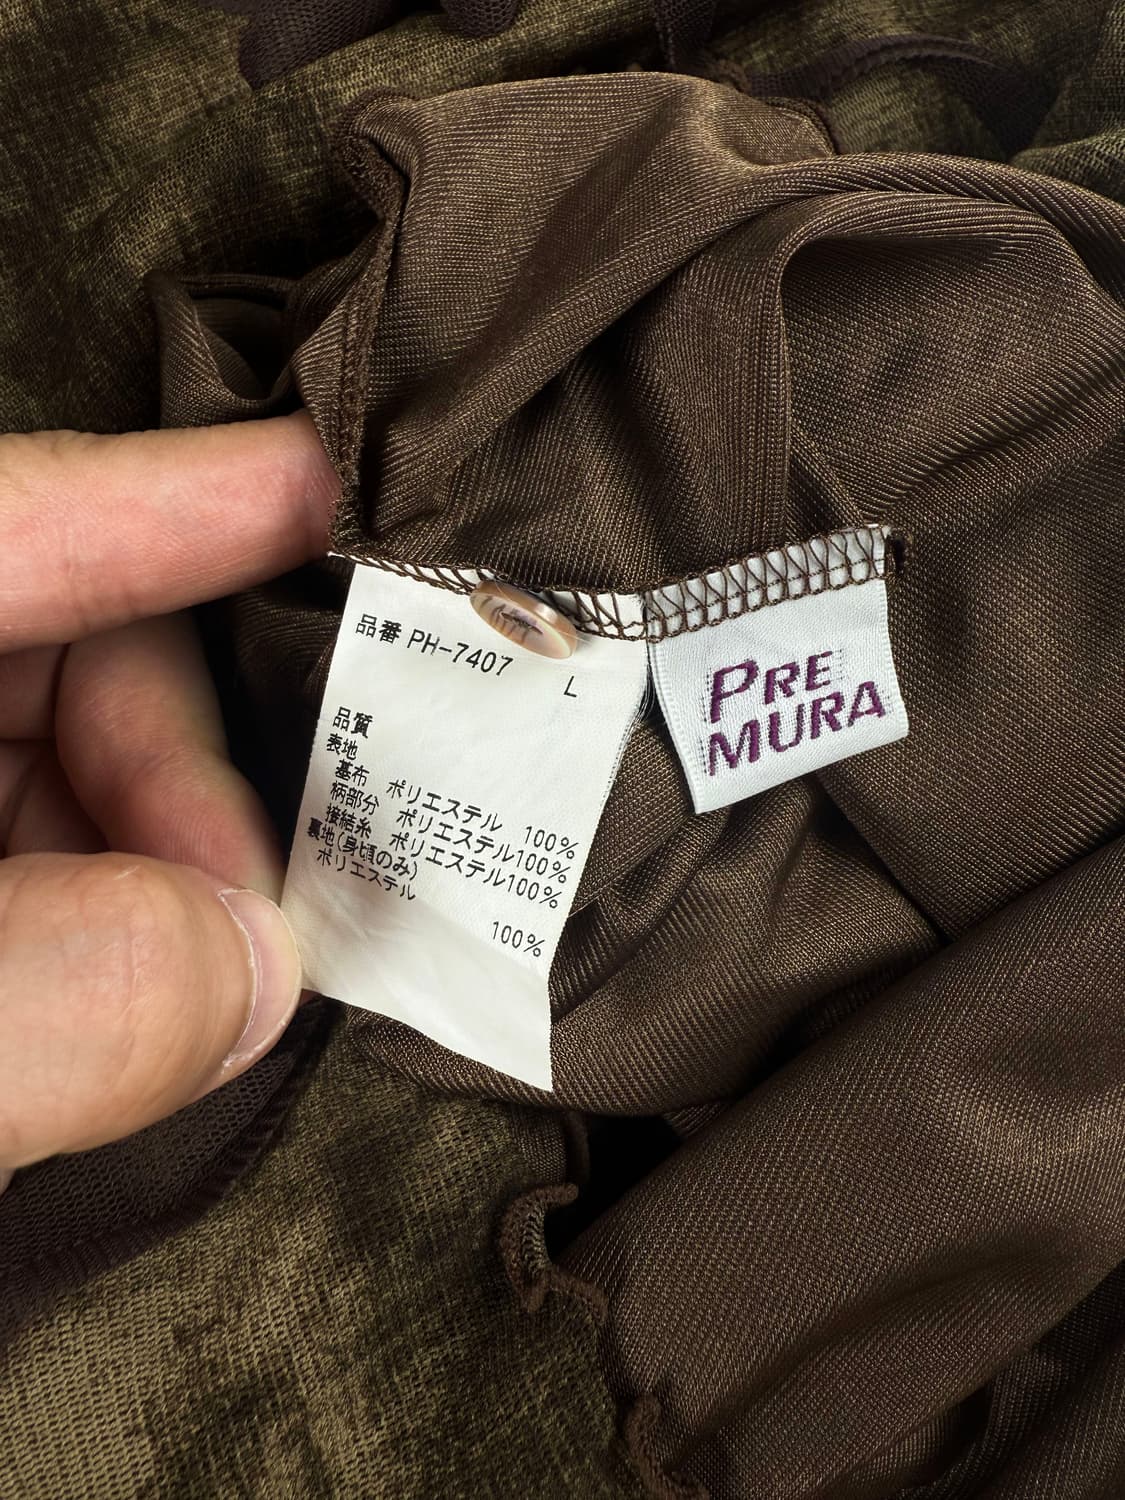 品番 PH-7407
L
品質
表地
基布 ポリエステル 100%
柄部分 ポリエステル100%
接結糸 ポリエステル100%
裏地(身頃のみ)
ポリエステル 100%
PRE
MURA